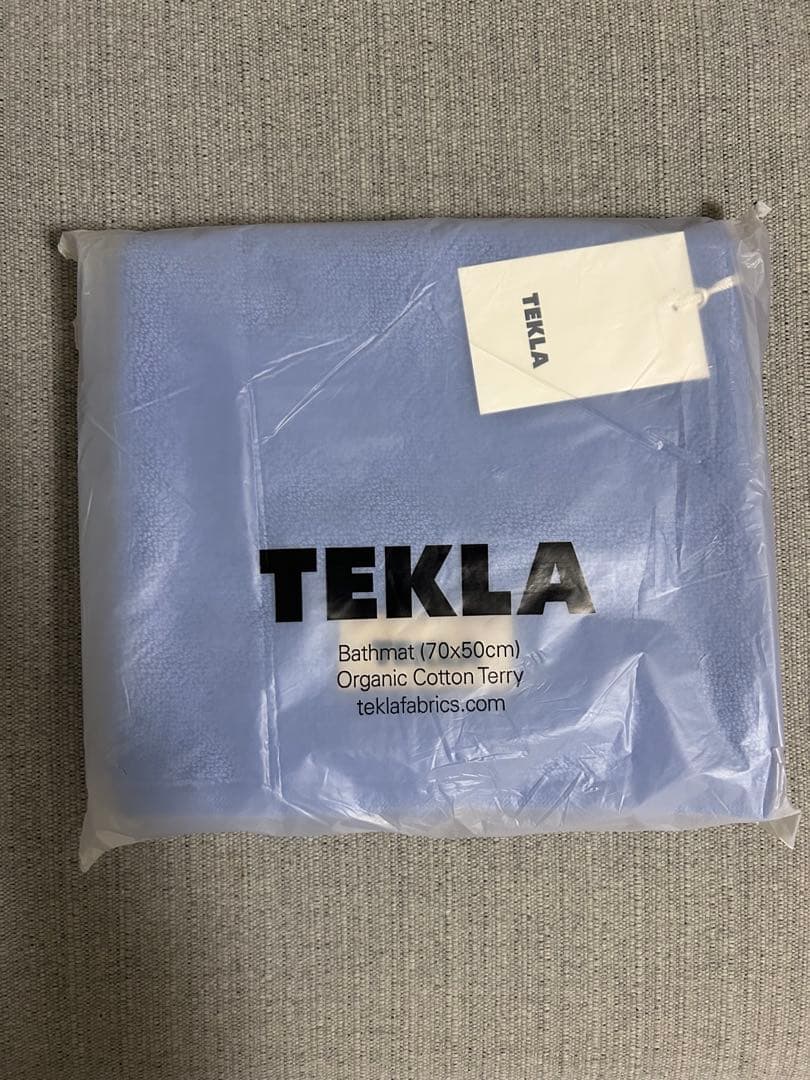 TEKLA
TEKLA
Bathmat (70x50cm)
Organic Cotton Terry
teklafabrics.com